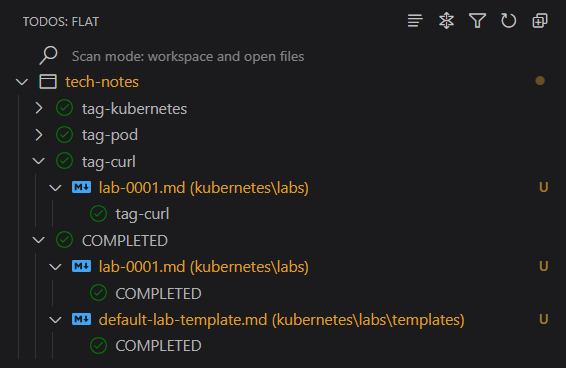 TODOS: FLAT
Scan mode: workspace and open files
tech-notes
tag-kubernetes
tag-pod
tag-curl
lab-0001.md (kubernetes\labs) U
tag-curl
COMPLETED
lab-0001.md (kubernetes\labs) U
COMPLETED
default-lab-template.md (kubernetes\labs\templates) U
COMPLETED